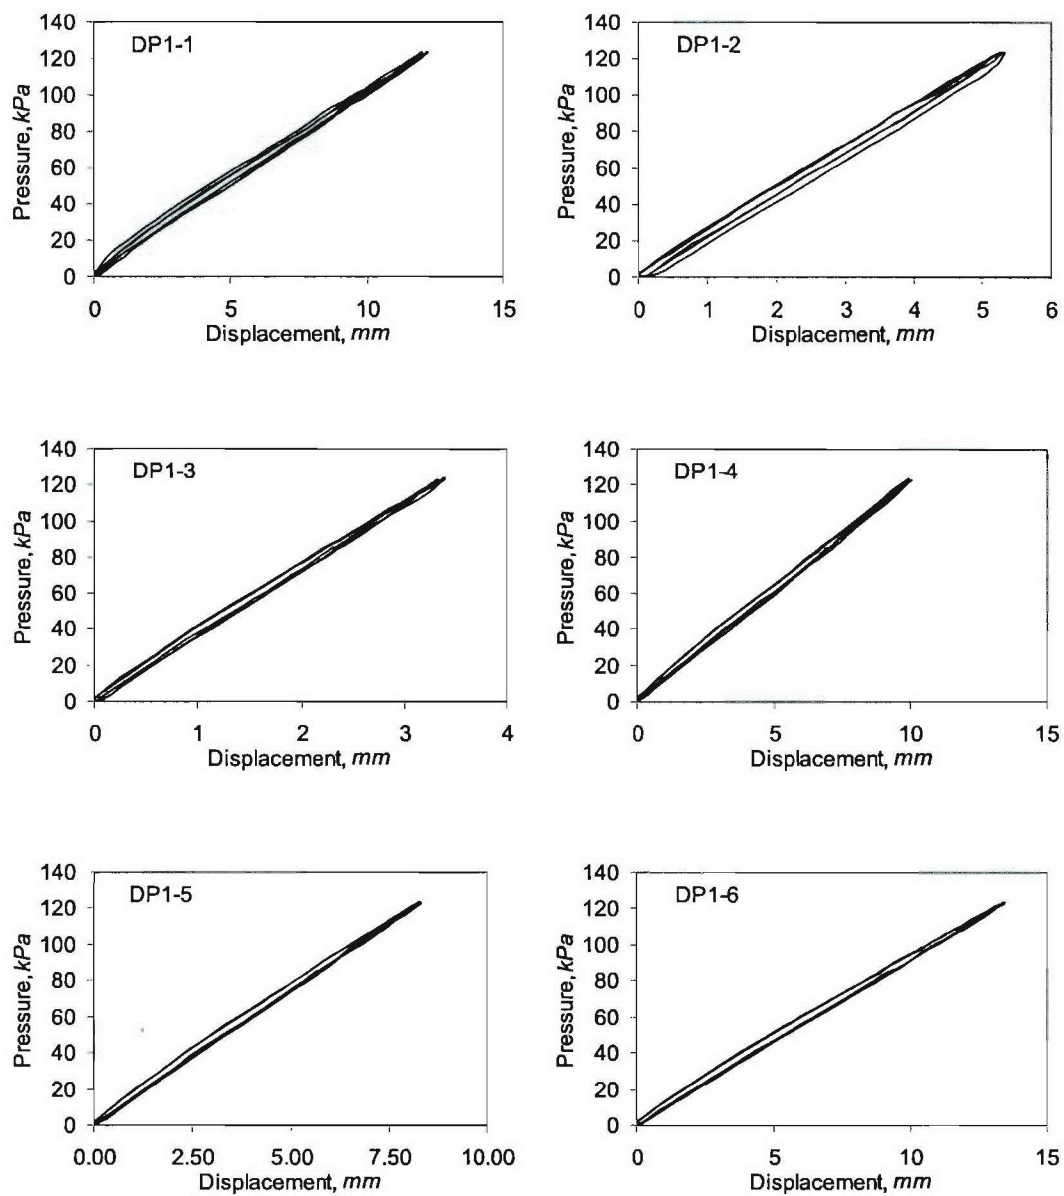 140
120
100
80
60
40
20
0
Pressure, kPa
DP1-1
0 5 10 15
Displacement, mm
140
120
100
80
60
40
20
0
Pressure, kPa
DP1-2
0 1 2 3 4 5 6
Displacement, mm
140
120
100
80
60
40
20
0
Pressure, kPa
DP1-3
0 1 2 3 4
Displacement, mm
140
120
100
80
60
40
20
0
Pressure, kPa
DP1-4
0 5 10 15
Displacement, mm
140
120
100
80
60
40
20
0
Pressure, kPa
DP1-5
0.00 2.50 5.00 7.50 10.00
Displacement, mm
140
120
100
80
60
40
20
0
Pressure, kPa
DP1-6
0 5 10 15
Displacement, mm